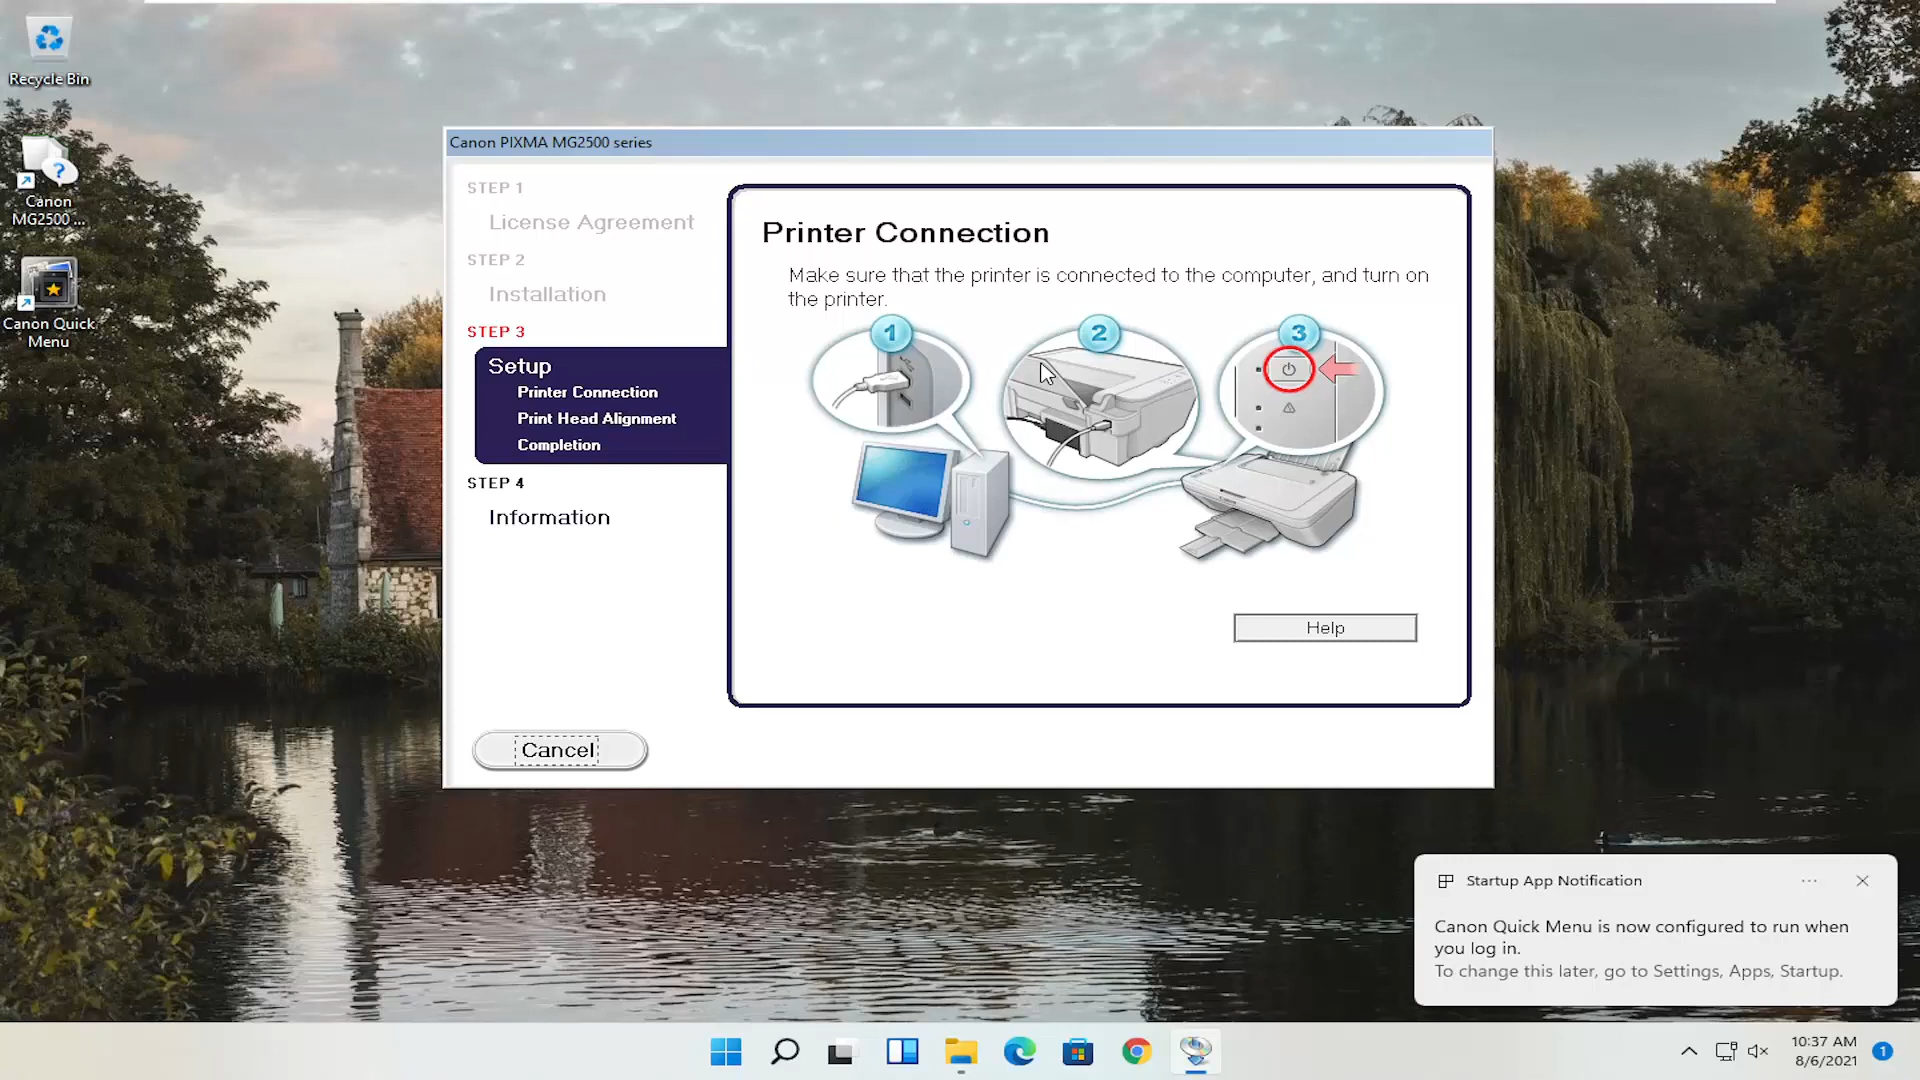 Recycle Bin
Canon
MG2500 ...
Canon Quick
Menu
Canon PIXMA MG2500 series
STEP 1
License Agreement
STEP 2
Installation
STEP 3
Setup
Printer Connection
Print Head Alignment
Completion
STEP 4
Information
Cancel
Printer Connection
Make sure that the printer is connected to the computer, and turn on
the printer.
1
2
3
Help
Startup App Notification
Canon Quick Menu is now configured to run when
you log in.
To change this later, go to Settings, Apps, Startup.
10:37 AM
8/6/2021
1